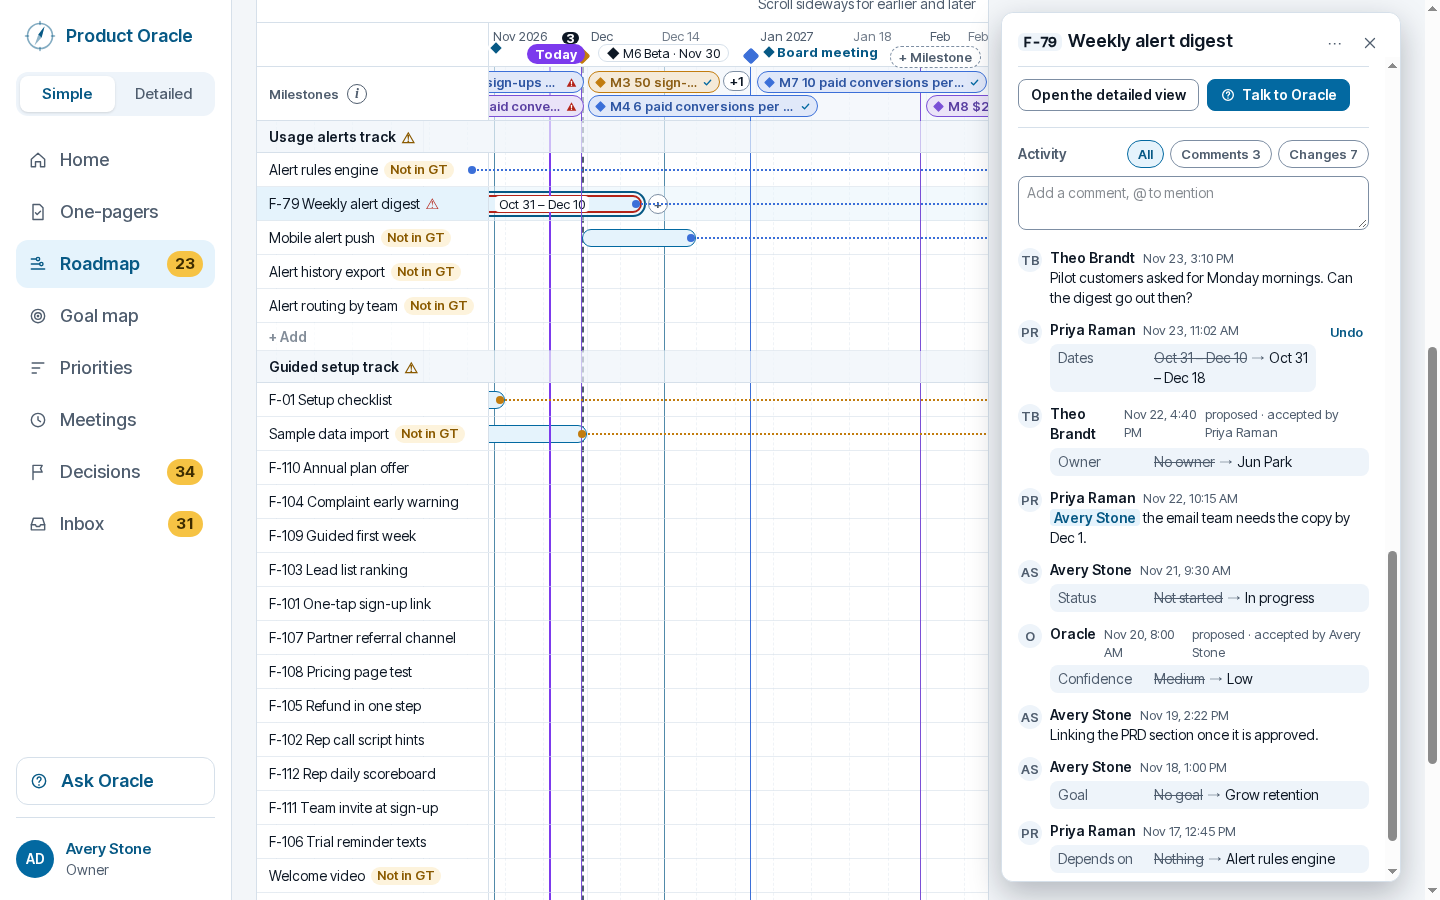 Product Oracle
Simple
Detailed
Home
One-pagers
Roadmap
23
Goal map
Priorities
Meetings
Decisions
34
Inbox
31
Ask Oracle
AD
Avery Stone
Owner
Scroll sideways for earlier and later
Nov 2026
3
Dec
Dec 14
Jan 2027
Jan 18
Feb
Feb
Today
M6 Beta · Nov 30
Board meeting
+ Milestone
Milestones
i
sign-ups ...
M3 50 sign-...
+1
M7 10 paid conversions per...
aid conve...
M4 6 paid conversions per ...
M8 $2
Usage alerts track
Alert rules engine
Not in GT
F-79 Weekly alert digest
Oct 31 – Dec 10
Mobile alert push
Not in GT
Alert history export
Not in GT
Alert routing by team
Not in GT
+ Add
Guided setup track
F-01 Setup checklist
Sample data import
Not in GT
F-110 Annual plan offer
F-104 Complaint early warning
F-109 Guided first week
F-103 Lead list ranking
F-101 One-tap sign-up link
F-107 Partner referral channel
F-108 Pricing page test
F-105 Refund in one step
F-102 Rep call script hints
F-112 Rep daily scoreboard
F-111 Team invite at sign-up
F-106 Trial reminder texts
Welcome video
Not in GT
F-79 Weekly alert digest
Open the detailed view
Talk to Oracle
Activity
All
Comments 3
Changes 7
Add a comment, @ to mention
TB
Theo Brandt
Nov 23, 3:10 PM
Pilot customers asked for Monday mornings. Can
the digest go out then?
PR
Priya Raman
Nov 23, 11:02 AM
Undo
Dates
Oct 31 – Dec 10 → Oct 31
– Dec 18
TB
Theo
Brandt
Nov 22, 4:40
PM
proposed · accepted by
Priya Raman
Owner
No owner → Jun Park
PR
Priya Raman
Nov 22, 10:15 AM
Avery Stone the email team needs the copy by
Dec 1.
AS
Avery Stone
Nov 21, 9:30 AM
Status
Not started → In progress
O
Oracle
Nov 20, 8:00
AM
proposed · accepted by Avery
Stone
Confidence
Medium → Low
AS
Avery Stone
Nov 19, 2:22 PM
Linking the PRD section once it is approved.
AS
Avery Stone
Nov 18, 1:00 PM
Goal
No goal → Grow retention
PR
Priya Raman
Nov 17, 12:45 PM
Depends on
Nothing → Alert rules engine